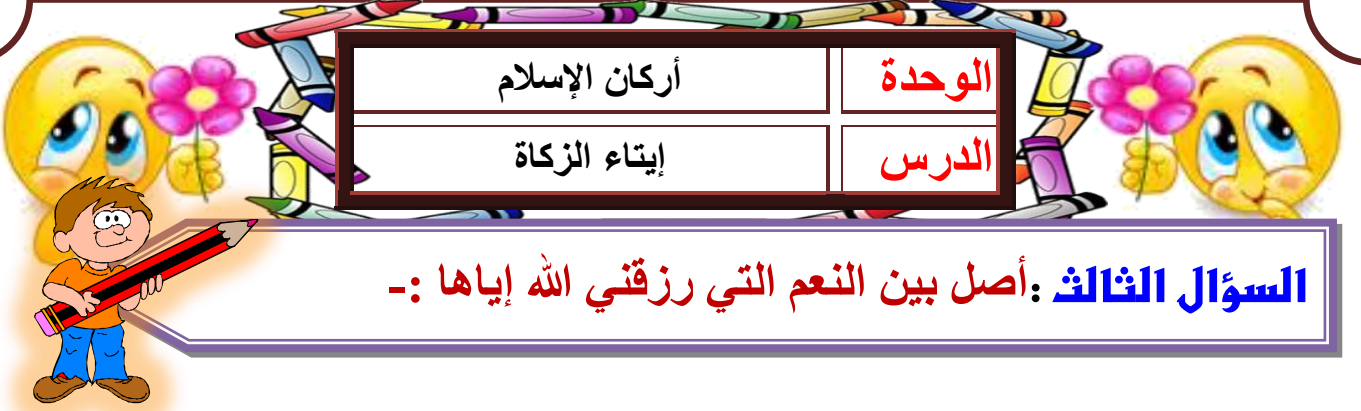 الوحدة أركان الإسلام
الدرس إيتاء الزكاة
السؤال الثالث :أصل بين النعم التي رزقني الله إياها :-